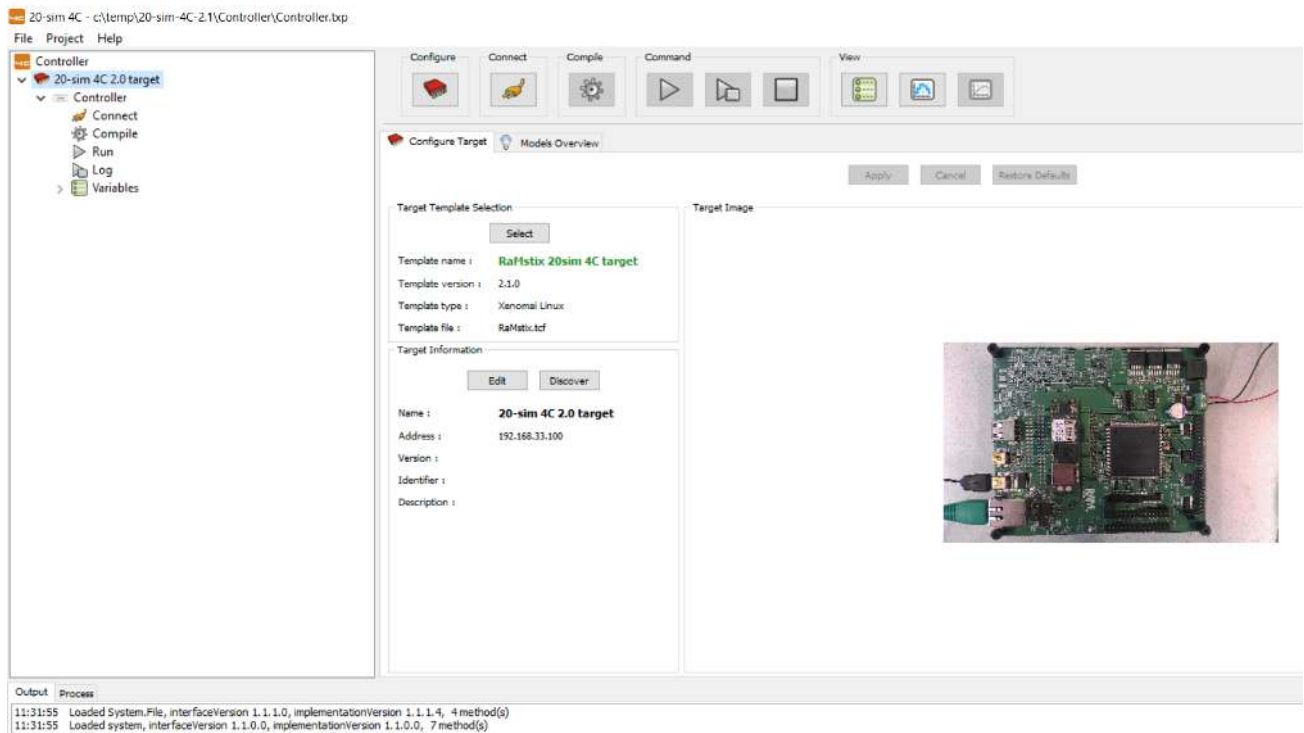 20-sim 4C - c:\temp\20-sim-4C-2.1\Controller\Controller.txp
File Project Help
Controller
20-sim 4C 2.0 target
Controller
Connect
Compile
Run
Log
Variables
Configure Connect Compile Command View
Configure Target Models Overview
Apply Cancel Restore Defaults
Target Template Selection
Select
Template name : RaMstix 20sim 4C target
Template version : 2.1.0
Template type : Xenomai Linux
Template file : RaMstix.tcf
Target Information
Edit Discover
Name : 20-sim 4C 2.0 target
Address : 192.168.33.100
Version :
Identifier :
Description :
Target Image
Output Process
11:31:55 Loaded System.File, interfaceVersion 1.1.1.0, implementationVersion 1.1.1.4, 4 method(s)
11:31:55 Loaded system, interfaceVersion 1.1.0.0, implementationVersion 1.1.0.0, 7 method(s)